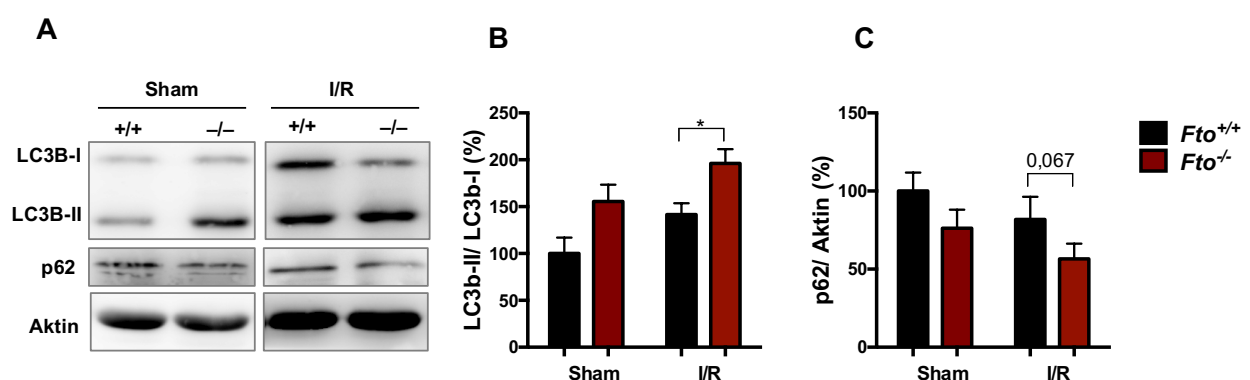 A
Sham
I/R
+/+
–/–
+/+
–/–
LC3B-I
LC3B-II
p62
Aktin
B
LC3b-II/ LC3b-I (%)
250
200
150
100
50
0
*
Sham
I/R
C
p62/ Aktin (%)
150
100
50
0
0,067
Sham
I/R
Fto+/+
Fto-/-